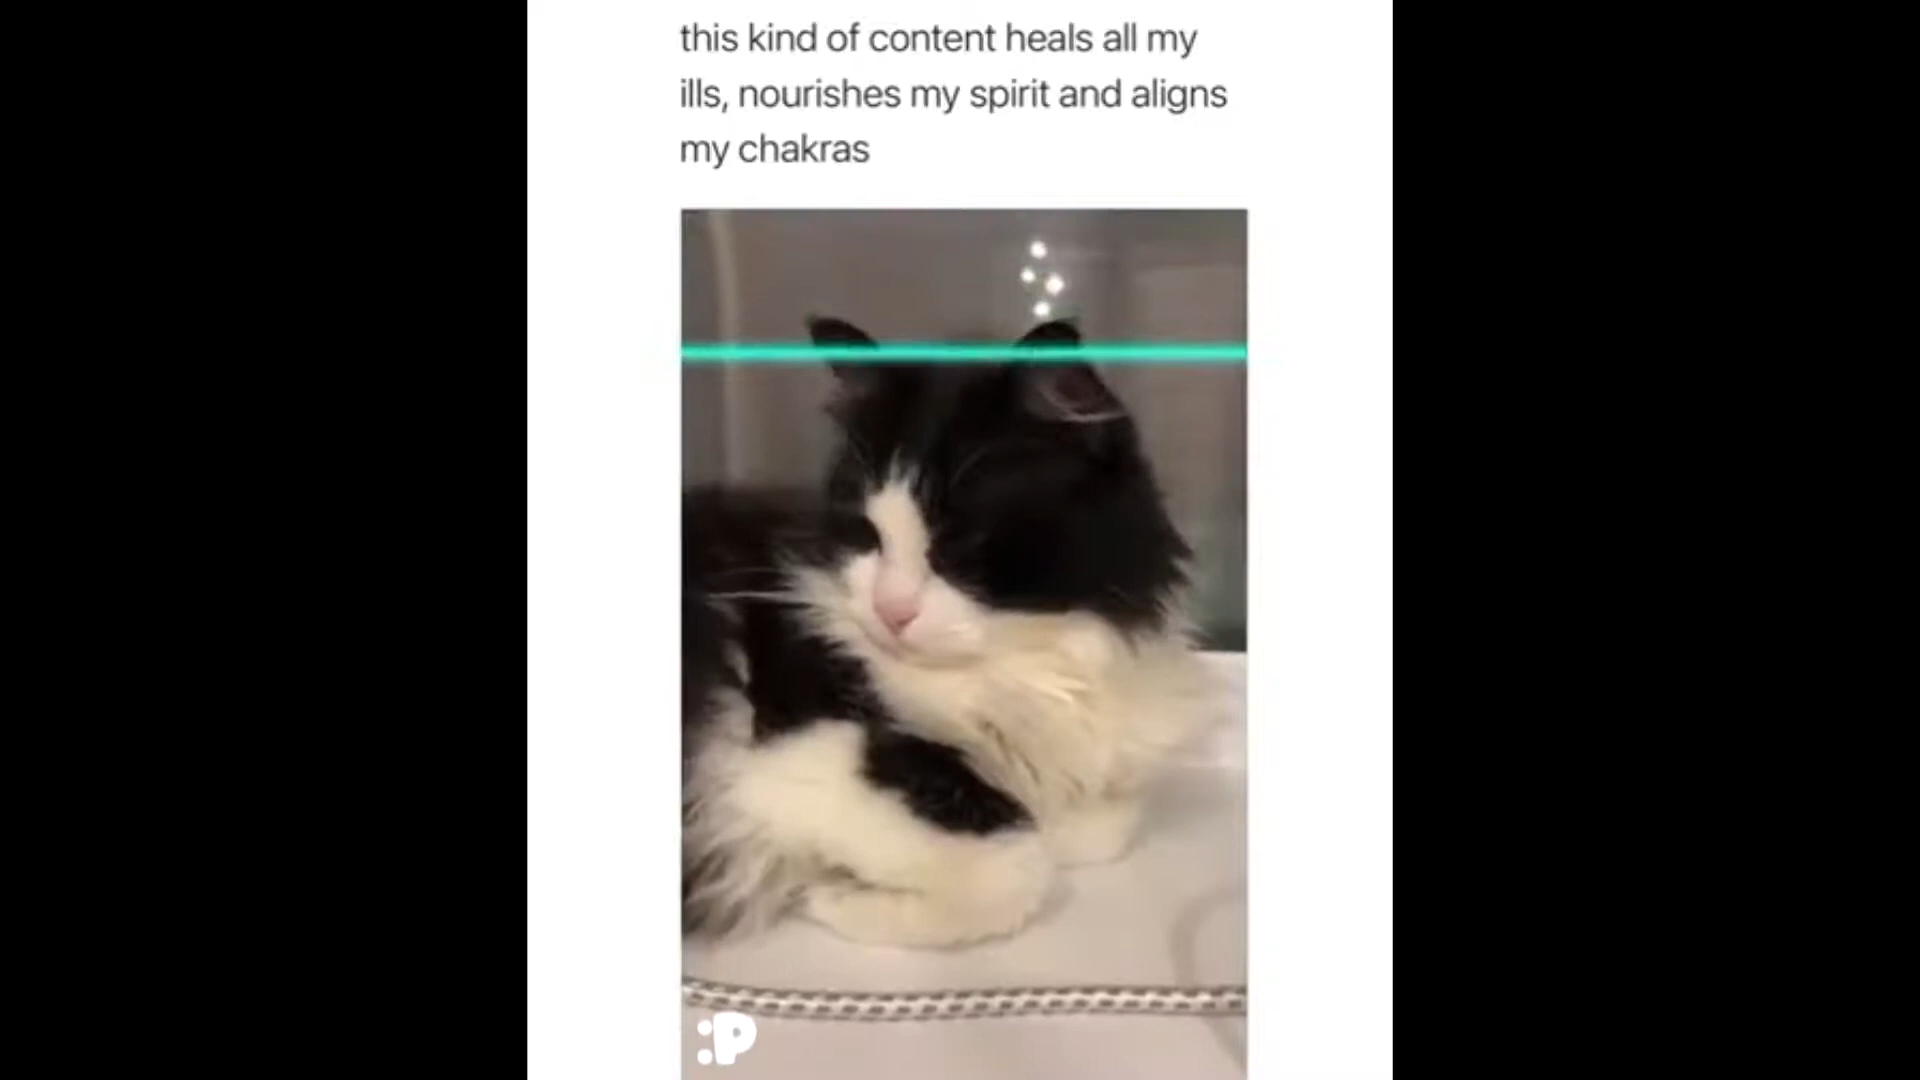 this kind of content heals all my
ills, nourishes my spirit and aligns
my chakras
:P